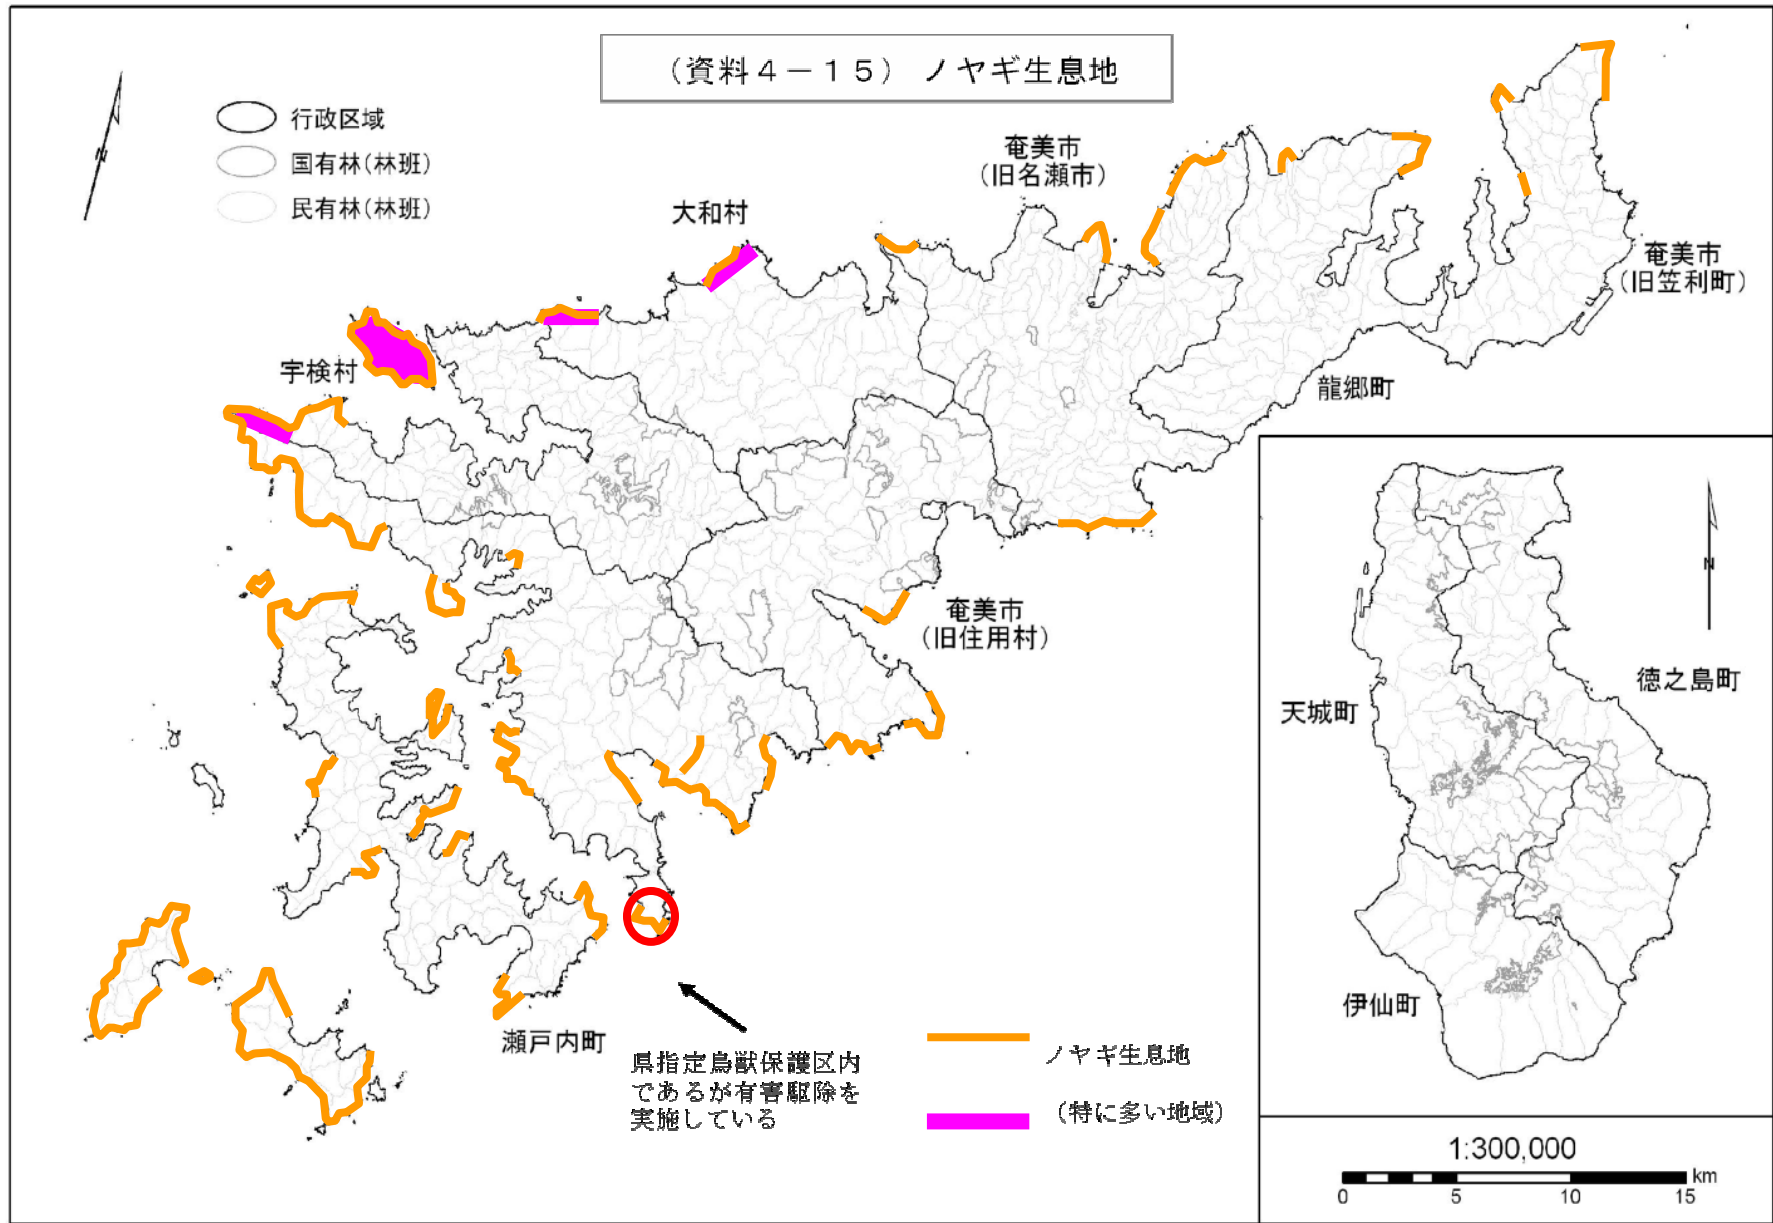 (資料4-15) ノヤギ生息地
N
行政区域
国有林(林班)
民有林(林班)
奄美市
(旧名瀬市)
大和村
奄美市
(旧笠利町)
宇検村
龍郷町
奄美市
(旧住用村)
瀬戸内町
県指定鳥獣保護区内
であるが有害駆除を
実施している
ノヤギ生息地
(特に多い地域)
N
徳之島町
天城町
伊仙町
1:300,000
km
0 5 10 15